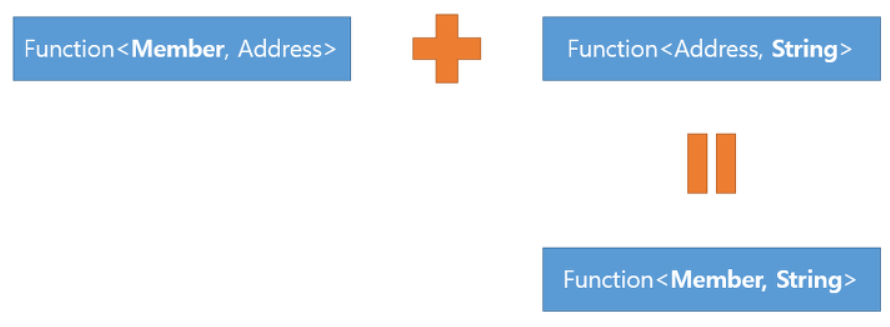 Function<Member, Address>
Function<Address, String>
Function<Member, String>